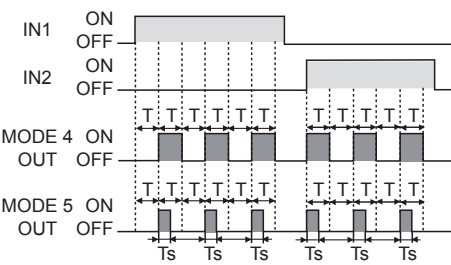 IN1 ON
OFF
IN2 ON
OFF
T T T T T T T T T T T
MODE 4 ON
OUT OFF
T T T T T T T T T T T
MODE 5 ON
OUT OFF
Ts Ts Ts Ts Ts Ts